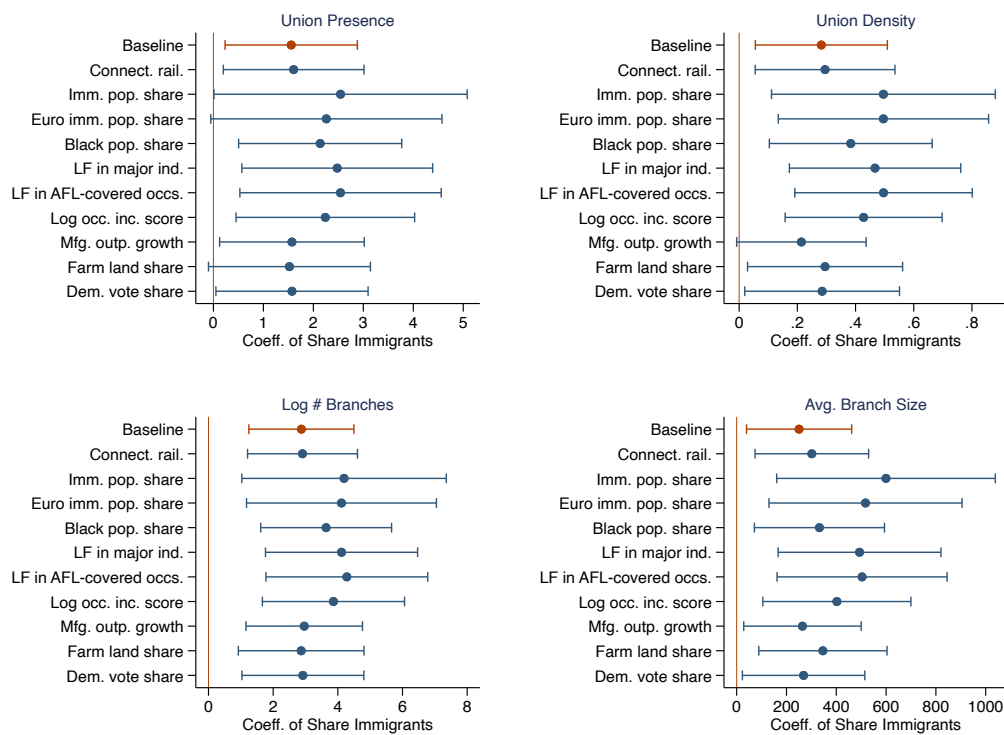 Union Presence
Baseline
Connect. rail.
Imm. pop. share
Euro imm. pop. share
Black pop. share
LF in major ind.
LF in AFL-covered occs.
Log occ. inc. score
Mfg. outp. growth
Farm land share
Dem. vote share
0 1 2 3 4 5
Coeff. of Share Immigrants
Union Density
Baseline
Connect. rail.
Imm. pop. share
Euro imm. pop. share
Black pop. share
LF in major ind.
LF in AFL-covered occs.
Log occ. inc. score
Mfg. outp. growth
Farm land share
Dem. vote share
0 .2 .4 .6 .8
Coeff. of Share Immigrants
Log # Branches
Baseline
Connect. rail.
Imm. pop. share
Euro imm. pop. share
Black pop. share
LF in major ind.
LF in AFL-covered occs.
Log occ. inc. score
Mfg. outp. growth
Farm land share
Dem. vote share
0 2 4 6 8
Coeff. of Share Immigrants
Avg. Branch Size
Baseline
Connect. rail.
Imm. pop. share
Euro imm. pop. share
Black pop. share
LF in major ind.
LF in AFL-covered occs.
Log occ. inc. score
Mfg. outp. growth
Farm land share
Dem. vote share
0 200 400 600 800 1000
Coeff. of Share Immigrants